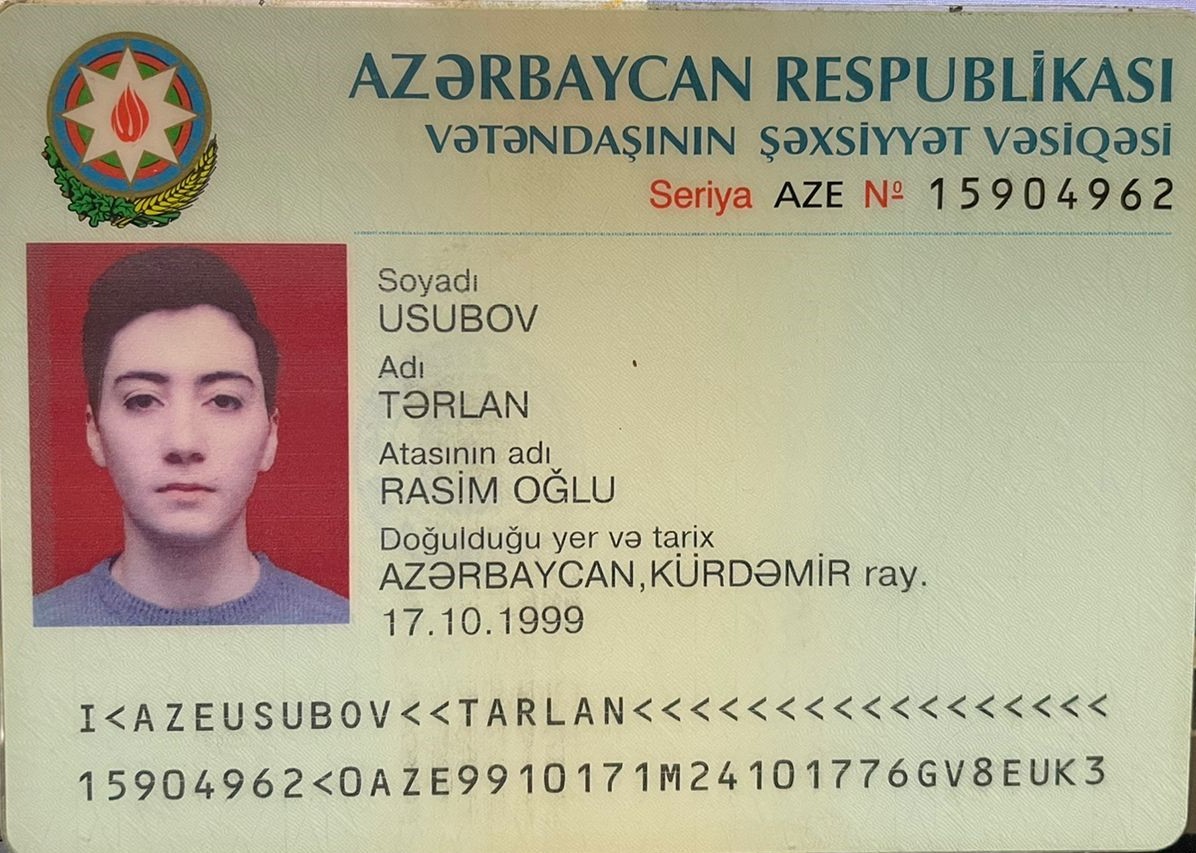 AZƏRBAYCAN RESPUBLİKASI
VƏTƏNDAŞININ ŞƏXSİYYƏT VƏSİQƏSİ
Seriya AZE № 15904962
Soyadı
USUBOV
Adı
TƏRLAN
Atasının adı
RASİM OĞLU
Doğulduğu yer və tarix
AZƏRBAYCAN,KÜRDƏMİR ray.
17.10.1999
I<AZEUSUBOV<<TARLAN<<<<<<<<<<<<<<<<<
15904962<0AZE9910171M24101776GV8EUK3